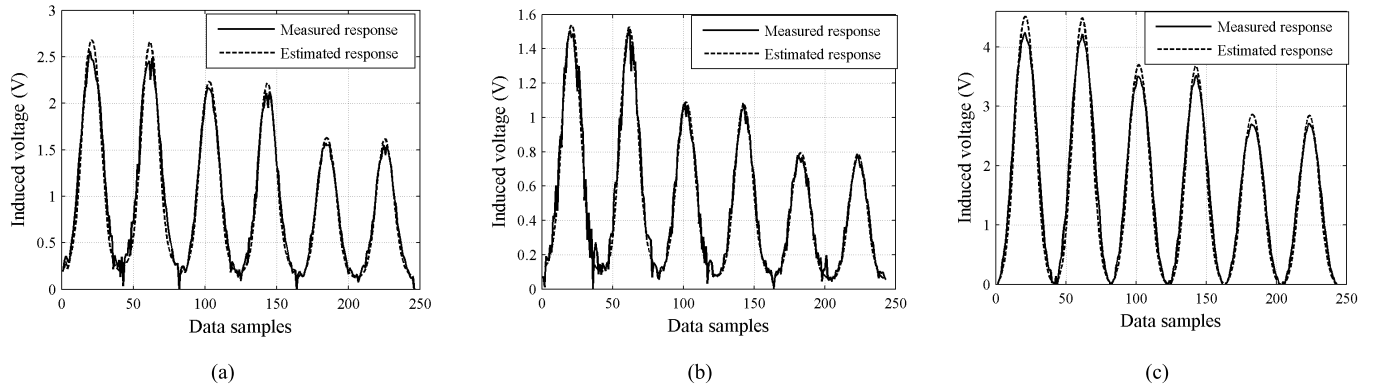 3
2.5
2
1.5
1
0.5
0
0
50
100
150
200
250
Induced voltage (V)
Data samples
Measured response
Estimated response
(a)
1.6
1.4
1.2
1
0.8
0.6
0.4
0.2
0
0
50
100
150
200
250
Induced voltage (V)
Data samples
Measured response
Estimated response
(b)
4
3
2
1
0
0
50
100
150
200
250
Induced voltage (V)
Data samples
Measured response
Estimated response
(c)